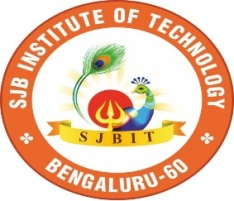 SJB INSTITUTE OF TECHNOLOGY
SJBIT
BENGALURU-60